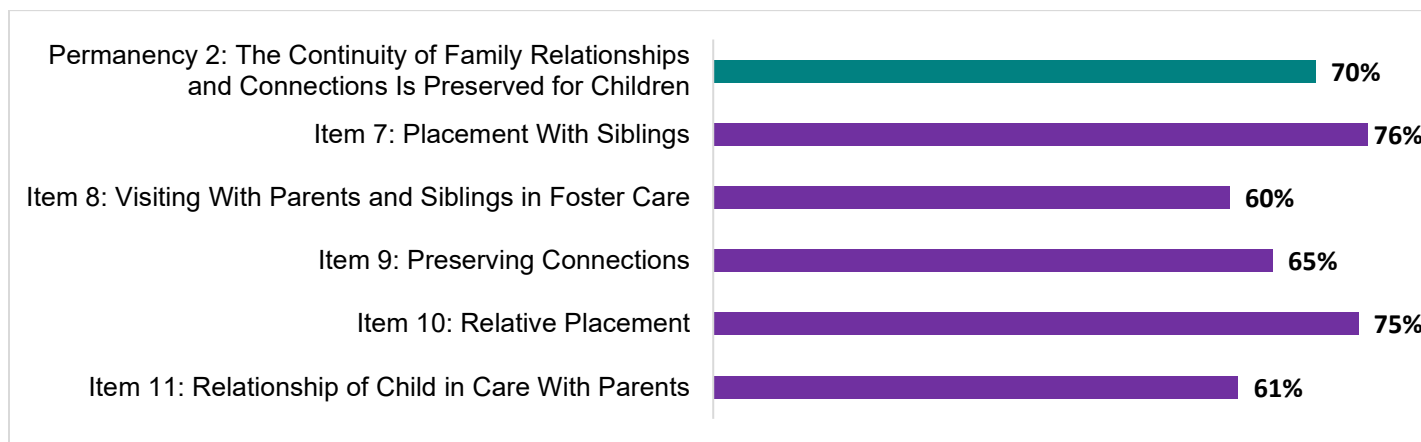 Permanency 2: The Continuity of Family Relationships
and Connections Is Preserved for Children
70%
Item 7: Placement With Siblings
76%
Item 8: Visiting With Parents and Siblings in Foster Care
60%
Item 9: Preserving Connections
65%
Item 10: Relative Placement
75%
Item 11: Relationship of Child in Care With Parents
61%